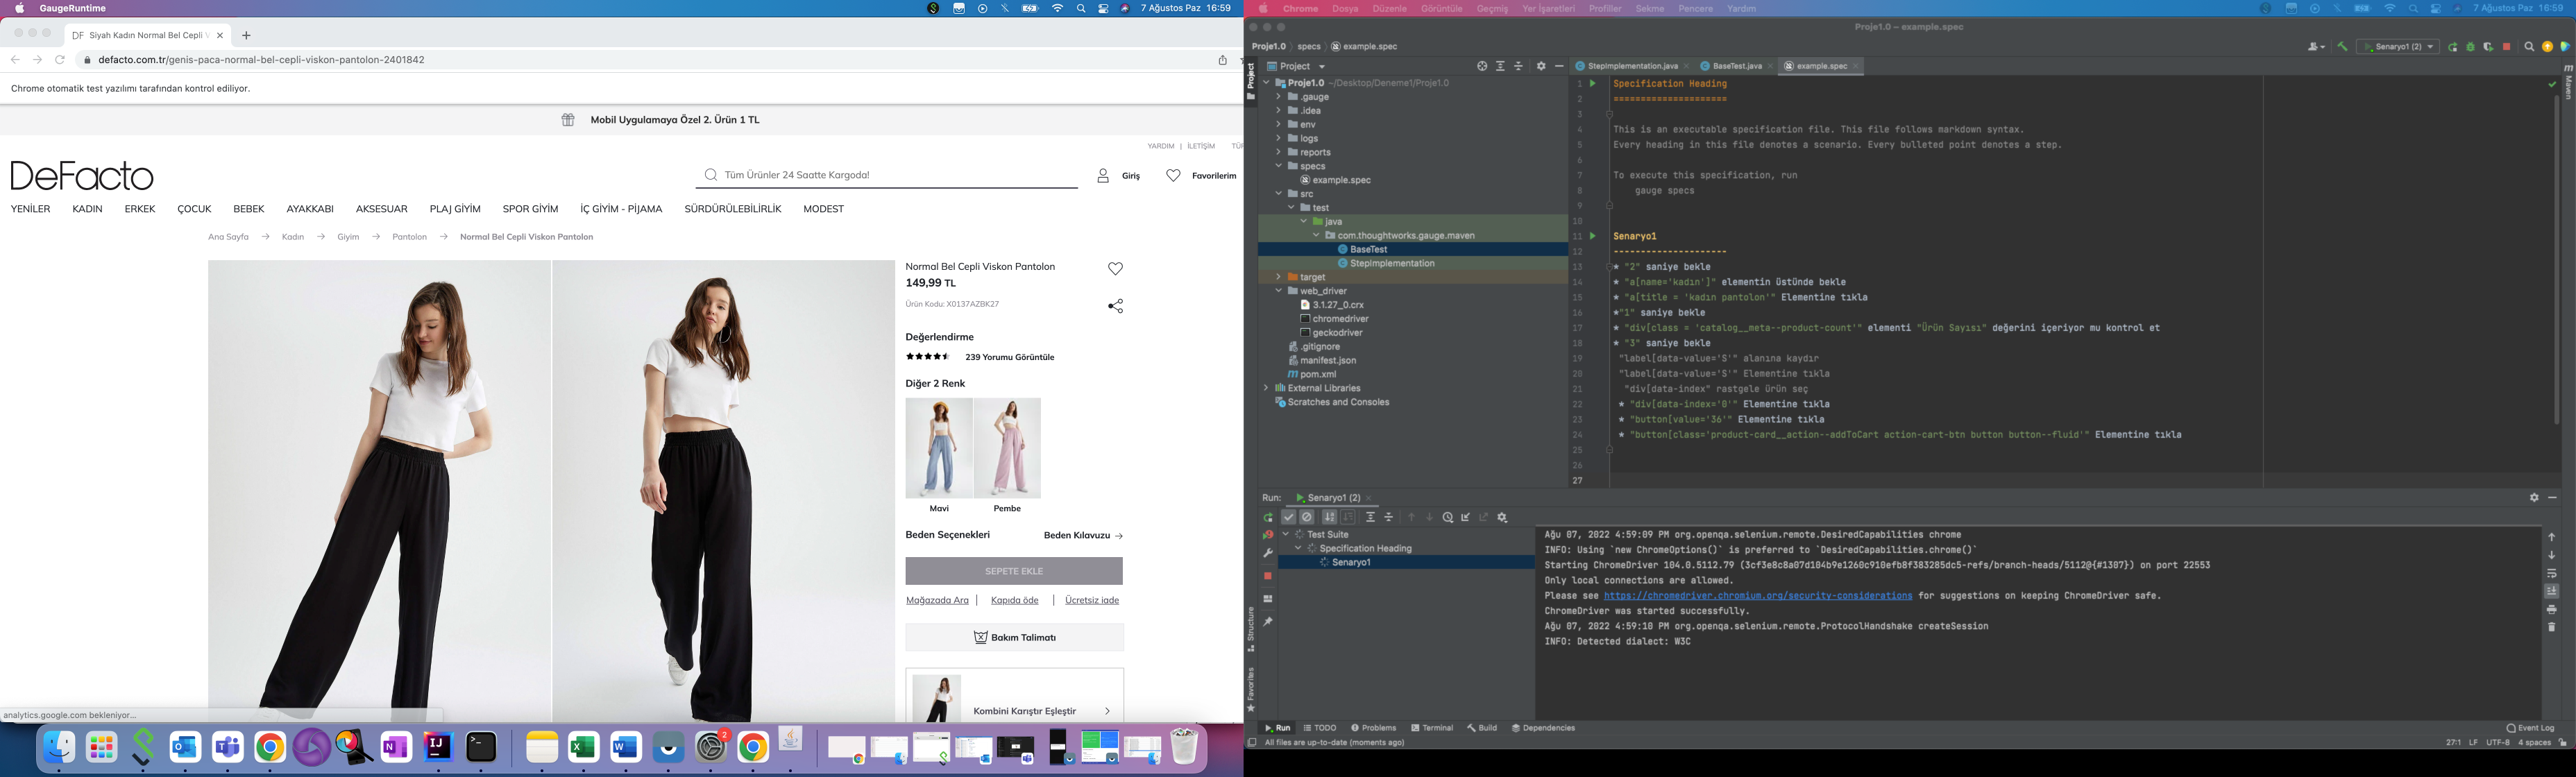 GaugeRuntime
7 Ağustos Paz 16:59
DF Siyah Kadın Normal Bel Cepli V
defacto.com.tr/genis-paca-normal-bel-cepli-viskon-pantolon-2401842
Chrome otomatik test yazılımı tarafından kontrol ediliyor.
Mobil Uygulamaya Özel 2. Ürün 1 TL
YARDIM | İLETİŞİM TÜR
DeFacto
Tüm Ürünler 24 Saatte Kargoda!
Giriş
Favorilerim
YENİLER KADIN ERKEK ÇOCUK BEBEK AYAKKABI AKSESUAR PLAJ GİYİM SPOR GİYİM İÇ GİYİM - PİJAMA SÜRDÜRÜLEBİLİRLİK MODEST
Ana Sayfa → Kadın → Giyim → Pantolon → Normal Bel Cepli Viskon Pantolon
Normal Bel Cepli Viskon Pantolon
149,99 TL
Ürün Kodu: X0137AZBK27
Değerlendirme
239 Yorumu Görüntüle
Diğer 2 Renk
Mavi Pembe
Beden Seçenekleri Beden Kılavuzu →
SEPETE EKLE
Mağazada Ara | Kapıda öde | Ücretsiz iade
Bakım Talimatı
Kombini Karıştır Eşleştir
analytics.google.com bekleniyor...
2
Chrome Dosya Düzenle Görüntüle Geçmiş Yer İşaretleri Profiller Sekme Pencere Yardım
7 Ağustos Paz 16:59
Proje1.0 – example.spec
Proje1.0 specs example.spec
Senaryo1 (2)
Project
Project
Proje1.0 ~/Desktop/Deneme1/Proje1.0
.gauge
.idea
env
logs
reports
specs
example.spec
src
test
java
com.thoughtworks.gauge.maven
BaseTest
StepImplementation
target
web_driver
3.1.27_0.crx
chromedriver
geckodriver
.gitignore
manifest.json
pom.xml
External Libraries
Scratches and Consoles
StepImplementation.java BaseTest.java example.spec
Maven
1 Specification Heading
2 =====================
3
4 This is an executable specification file. This file follows markdown syntax.
5 Every heading in this file denotes a scenario. Every bulleted point denotes a step.
6
7 To execute this specification, run
8 gauge specs
9
10
11 Senaryo1
12 ---------------------
13 * "2" saniye bekle
14 * "a[name='kadın']" elementin üstünde bekle
15 * "a[title = 'kadın pantolon'" Elementine tıkla
16 *"1" saniye bekle
17 * "div[class = 'catalog__meta--product-count'" elementi "Ürün Sayısı" değerini içeriyor mu kontrol et
18 * "3" saniye bekle
19 "label[data-value='S'" alanına kaydır
20 "label[data-value='S'" Elementine tıkla
21 "div[data-index" rastgele ürün seç
22 * "div[data-index='0'" Elementine tıkla
23 * "button[value='36'" Elementine tıkla
24 * "button[class='product-card__action--addToCart action-cart-btn button button--fluid'" Elementine tıkla
25
26
27
Run: Senaryo1 (2)
Test Suite
Specification Heading
Senaryo1
Ağu 07, 2022 4:59:09 PM org.openqa.selenium.remote.DesiredCapabilities chrome
INFO: Using `new ChromeOptions()` is preferred to `DesiredCapabilities.chrome()`
Starting ChromeDriver 104.0.5112.79 (3cf3e8c8a07d104b9e1260c910efb8f383285dc5-refs/branch-heads/5112@{#1307}) on port 22553
Only local connections are allowed.
Please see https://chromedriver.chromium.org/security-considerations for suggestions on keeping ChromeDriver safe.
ChromeDriver was started successfully.
Ağu 07, 2022 4:59:10 PM org.openqa.selenium.remote.ProtocolHandshake createSession
INFO: Detected dialect: W3C
Structure
Favorites
Run TODO Problems Terminal Build Dependencies
Event Log
All files are up-to-date (moments ago)
27:1 LF UTF-8 4 spaces